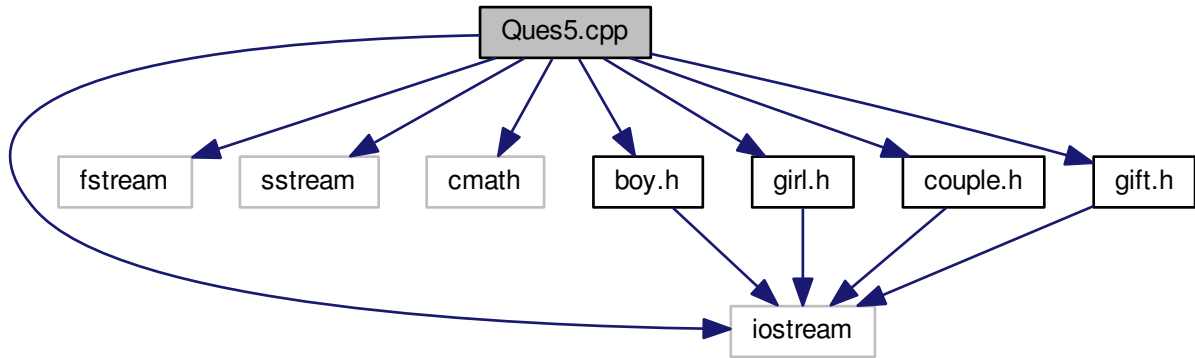 Ques5.cpp
fstream
sstream
cmath
boy.h
girl.h
couple.h
gift.h
iostream